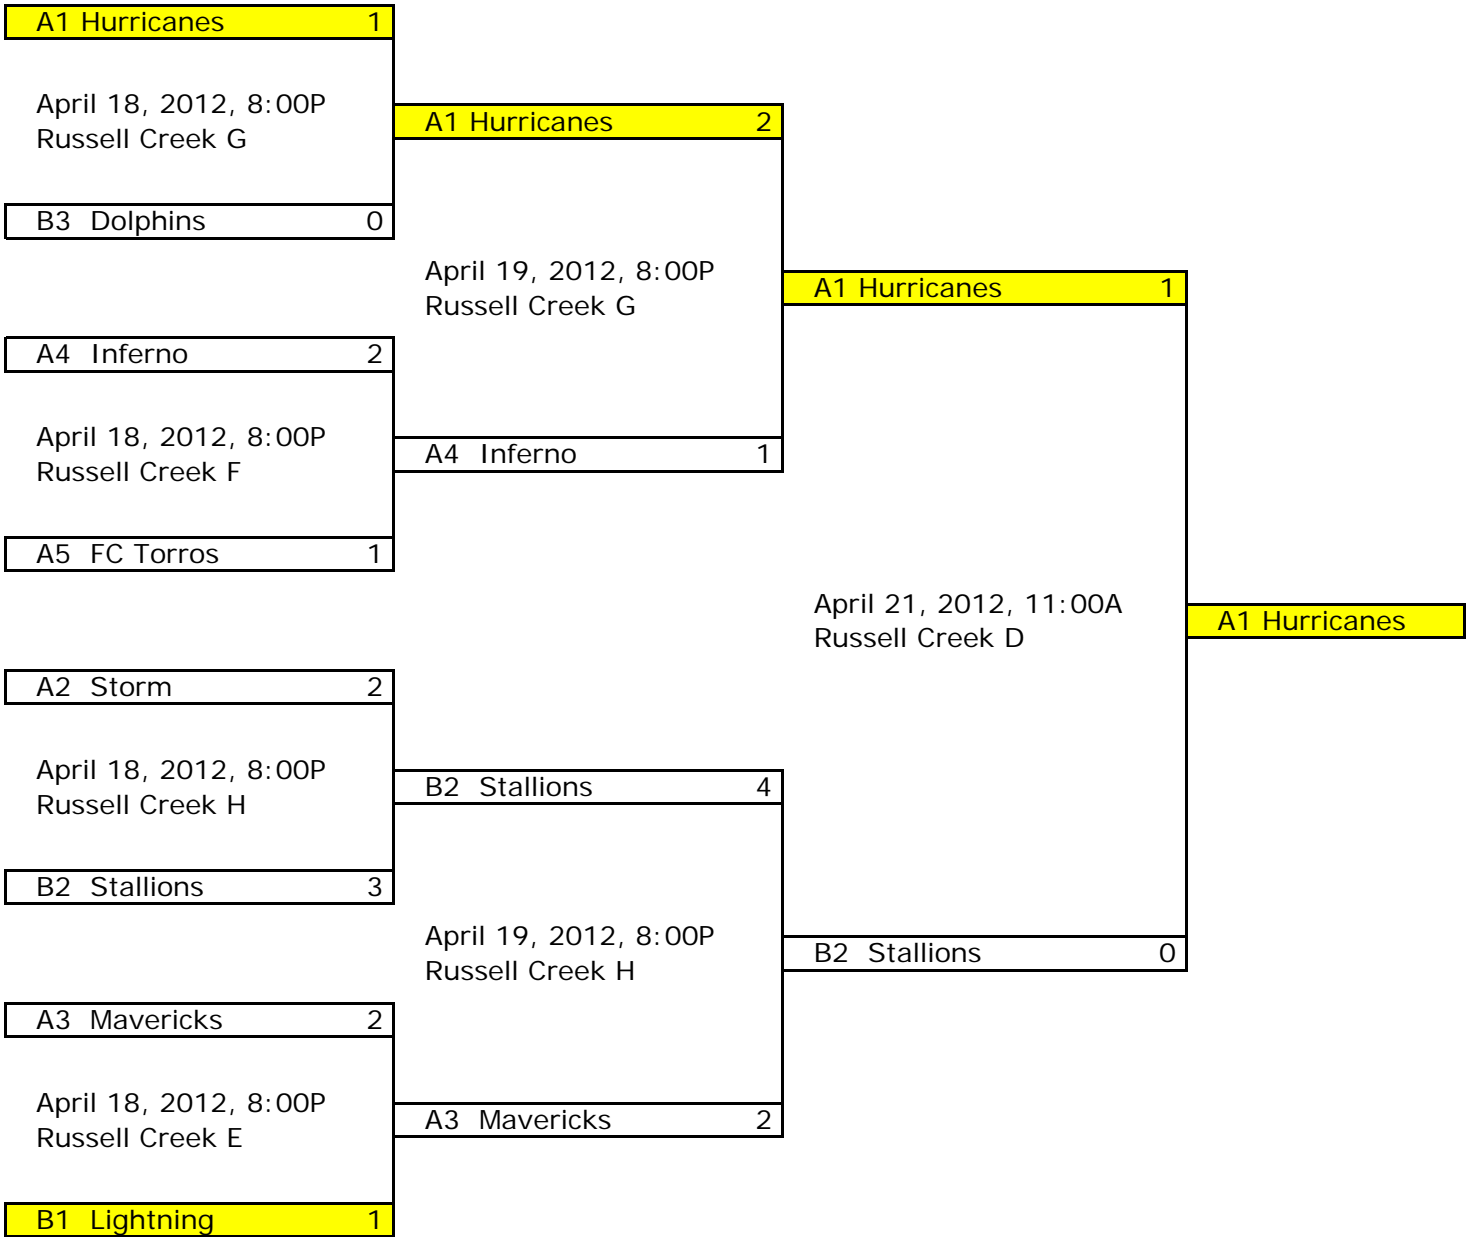 A1 Hurricanes 1
April 18, 2012, 8:00P
Russell Creek G
B3 Dolphins 0
A4 Inferno 2
April 18, 2012, 8:00P
Russell Creek F
A5 FC Torros 1
A2 Storm 2
April 18, 2012, 8:00P
Russell Creek H
B2 Stallions 3
A3 Mavericks 2
April 18, 2012, 8:00P
Russell Creek E
B1 Lightning 1
A1 Hurricanes 2
April 19, 2012, 8:00P
Russell Creek G
A4 Inferno 1
B2 Stallions 4
April 19, 2012, 8:00P
Russell Creek H
A3 Mavericks 2
A1 Hurricanes 1
April 21, 2012, 11:00A
Russell Creek D
B2 Stallions 0
A1 Hurricanes